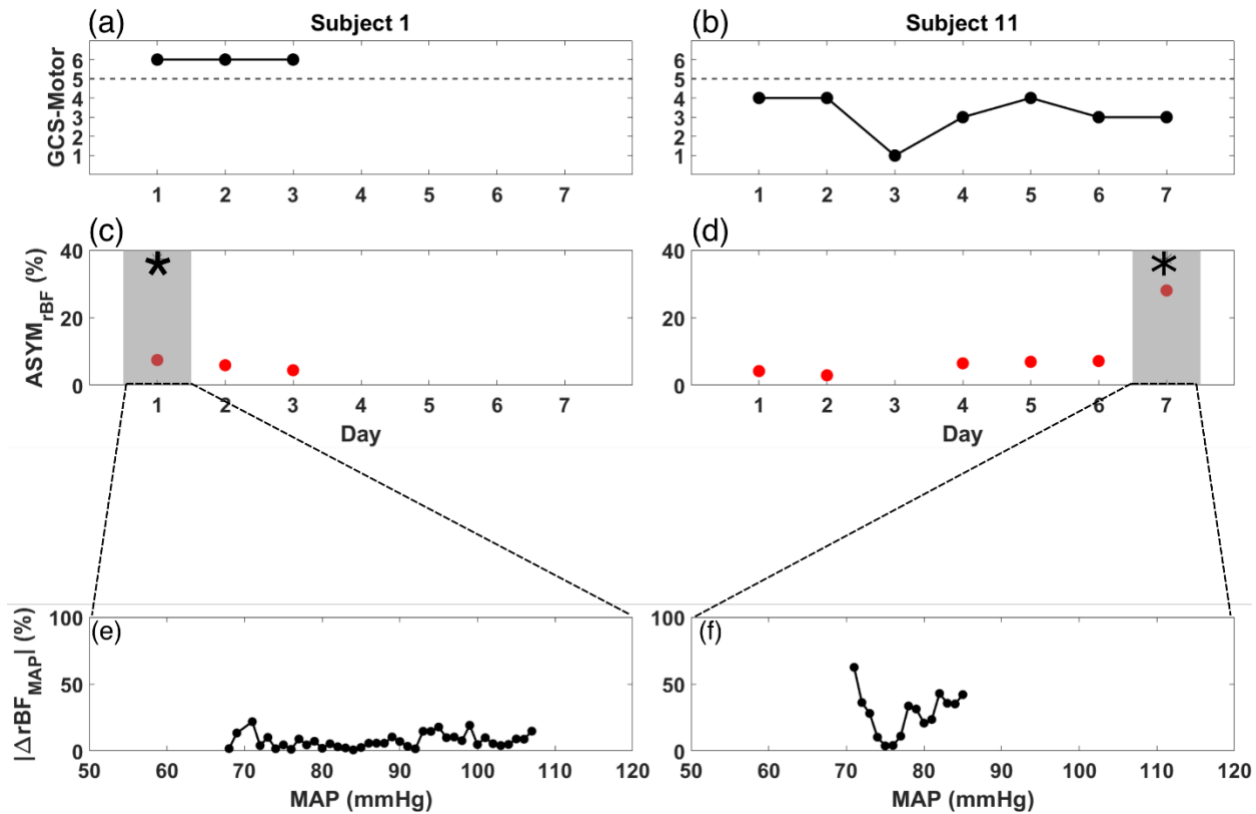 (a) Subject 1
(b) Subject 11
GCS-Motor
6
5
4
3
2
1
1 2 3 4 5 6 7
6
5
4
3
2
1
1 2 3 4 5 6 7
(c)
ASYM rBF (%)
40
20
0
*
1 2 3 4 5 6 7
Day
(d)
40
20
0
*
1 2 3 4 5 6 7
Day
(e)
|ΔrBF MAP| (%)
100
50
0
50 60 70 80 90 100 110 120
MAP (mmHg)
(f)
100
50
0
50 60 70 80 90 100 110 120
MAP (mmHg)